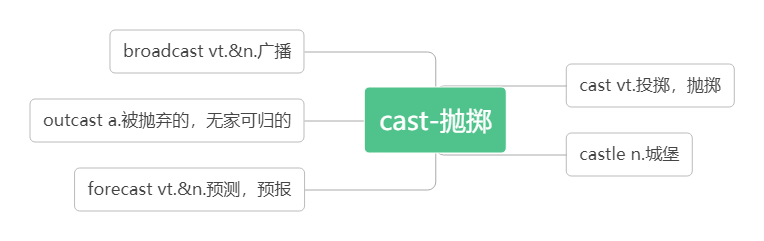 broadcast vt.&n.广播
outcast a.被抛弃的，无家可归的
forecast vt.&n.预测，预报
cast-抛掷
cast vt.投掷，抛掷
castle n.城堡